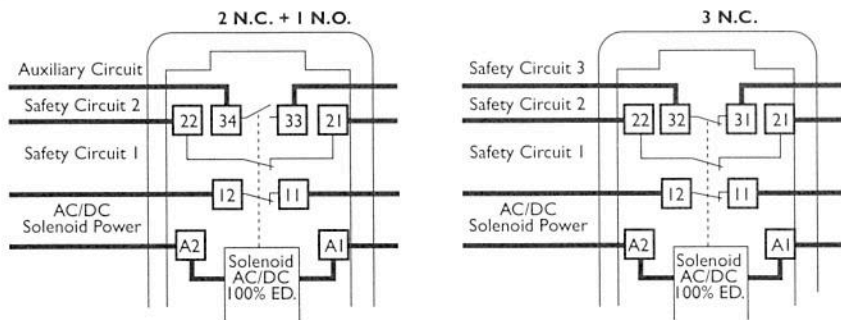 2 N.C. + 1 N.O.
Auxiliary Circuit
Safety Circuit 2
22 34 33 21
Safety Circuit 1
12 11
AC/DC
Solenoid Power
A2 A1
Solenoid
AC/DC
100% ED.
3 N.C.
Safety Circuit 3
Safety Circuit 2
22 32 31 21
Safety Circuit 1
12 11
AC/DC
Solenoid Power
A2 A1
Solenoid
AC/DC
100% ED.